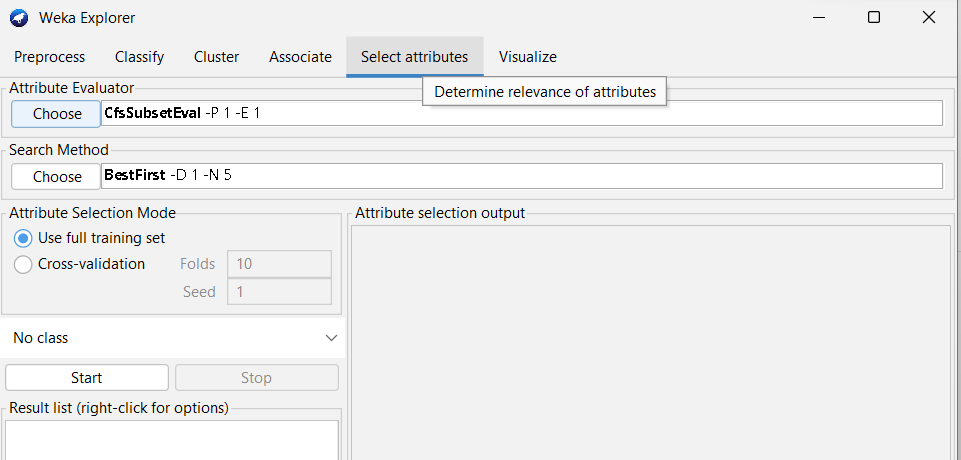 Weka Explorer
Preprocess Classify Cluster Associate Select attributes Visualize
Determine relevance of attributes
Attribute Evaluator
Choose CfsSubsetEval -P 1 -E 1
Search Method
Choose BestFirst -D 1 -N 5
Attribute Selection Mode
Use full training set
Cross-validation Folds 10
Seed 1
No class
Start Stop
Result list (right-click for options)
Attribute selection output